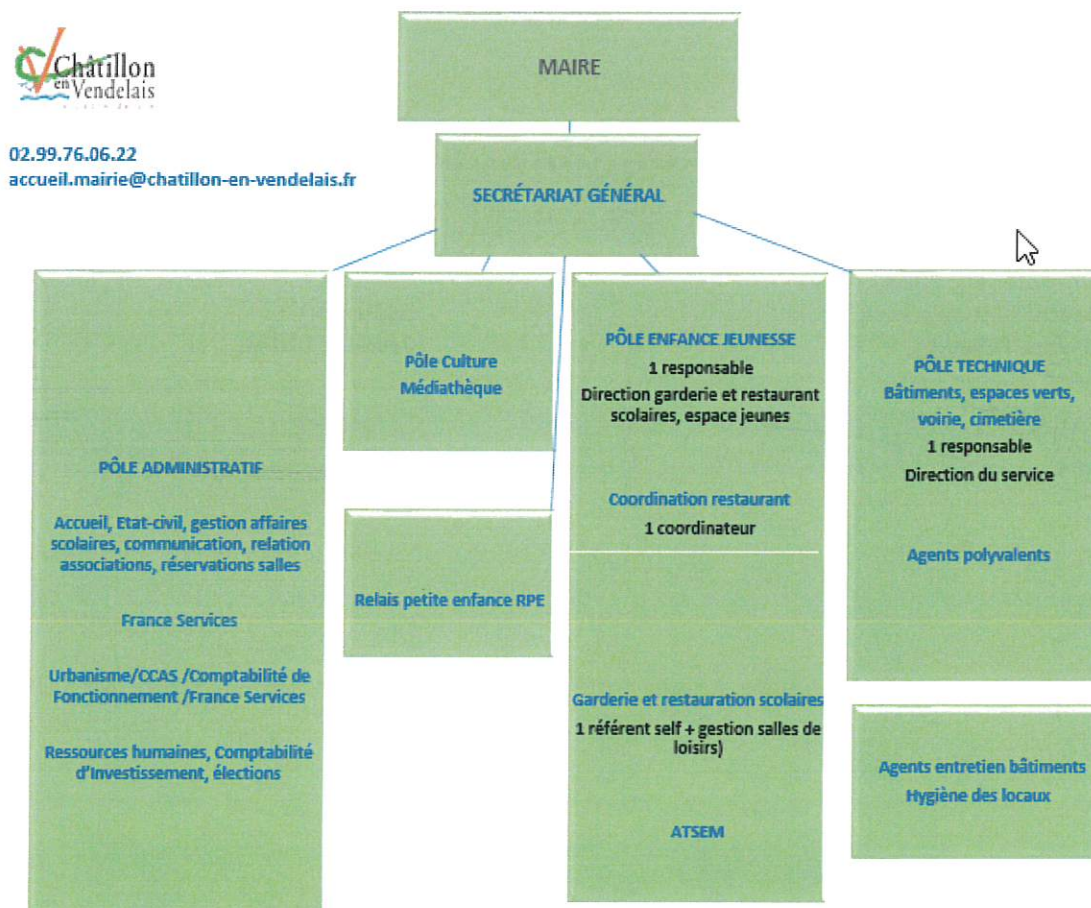 Châtillon
en Vendelais
02.99.76.06.22
accueil.mairie@chatillon-en-vendelais.fr
MAIRE
SECRÉTARIAT GÉNÉRAL
PÔLE ADMINISTRATIF
Accueil, Etat-civil, gestion affaires
scolaires, communication, relation
associations, réservations salles
France Services
Urbanisme/CCAS /Comptabilité de
Fonctionnement /France Services
Ressources humaines, Comptabilité
d'Investissement, élections
Pôle Culture
Médiathèque
Relais petite enfance RPE
PÔLE ENFANCE JEUNESSE
1 responsable
Direction garderie et restaurant
scolaires, espace jeunes
Coordination restaurant
1 coordinateur
Garderie et restauration scolaires
1 référent self + gestion salles de
loisirs)
ATSEM
PÔLE TECHNIQUE
Bâtiments, espaces verts,
voirie, cimetière
1 responsable
Direction du service
Agents polyvalents
Agents entretien bâtiments
Hygiène des locaux